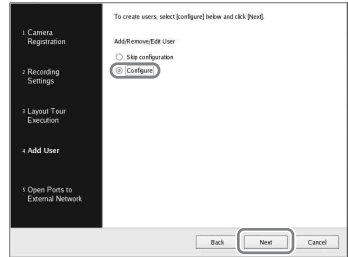 1 Camera
Registration
2 Recording
Settings
3 Layout Tour
Execution
4 Add User
5 Open Ports to
External Network
To create users, select [configure] below and click [Next].
Add/Remove/Edit User
Skip configuration
Configure
Back
Next
Cancel